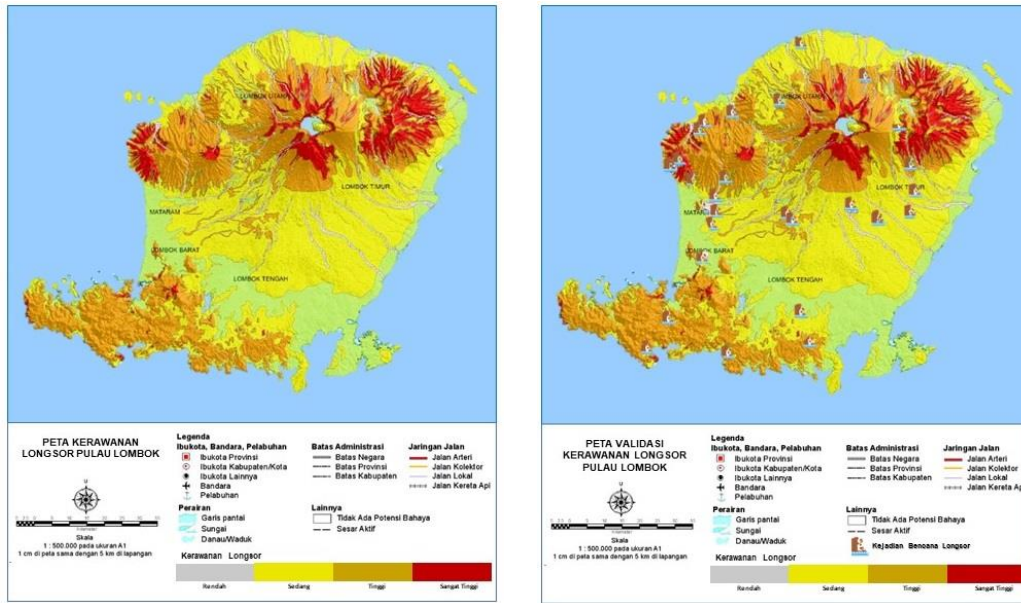 LOMBOK UTARA
LOMBOK TIMUR
MATARAM
LOMBOK BARAT
LOMBOK TENGAH
PETA KERAWANAN
LONGSOR PULAU LOMBOK
Skala
1 : 500.000 pada ukuran A1
1 cm di peta sama dengan 5 km di lapangan
Legenda
Ibukota, Bandara, Pelabuhan
Ibukota Provinsi
Ibukota Kabupaten/Kota
Ibukota Lainnya
Bandara
Pelabuhan
Batas Administrasi
Batas Negara
Batas Provinsi
Batas Kabupaten
Jaringan Jalan
Jalan Arteri
Jalan Kolektor
Jalan Lokal
Jalan Kereta Api
Perairan
Garis pantai
Sungai
Danau/Waduk
Lainnya
Tidak Ada Potensi Bahaya
Sesar Aktif
Kerawanan Longsor
Rendah
Sedang
Tinggi
Sangat Tinggi
LOMBOK UTARA
LOMBOK TIMUR
MATARAM
LOMBOK BARAT
LOMBOK TENGAH
PETA VALIDASI
KERAWANAN LONGSOR
PULAU LOMBOK
Skala
1 : 500.000 pada ukuran A1
1 cm di peta sama dengan 5 km di lapangan
Legenda
Ibukota, Bandara, Pelabuhan
Ibukota Provinsi
Ibukota Kabupaten/Kota
Ibukota Lainnya
Bandara
Pelabuhan
Batas Administrasi
Batas Negara
Batas Provinsi
Batas Kabupaten
Jaringan Jalan
Jalan Arteri
Jalan Kolektor
Jalan Lokal
Jalan Kereta Ap
Perairan
Garis pantai
Sungai
Danau/Waduk
Lainnya
Tidak Ada Potensi Bahaya
Sesar Aktif
Kejadian Bencana Longsor
Kerawanan Longsor
Rendah
Sedang
Tinggi
Sangat Tinggi